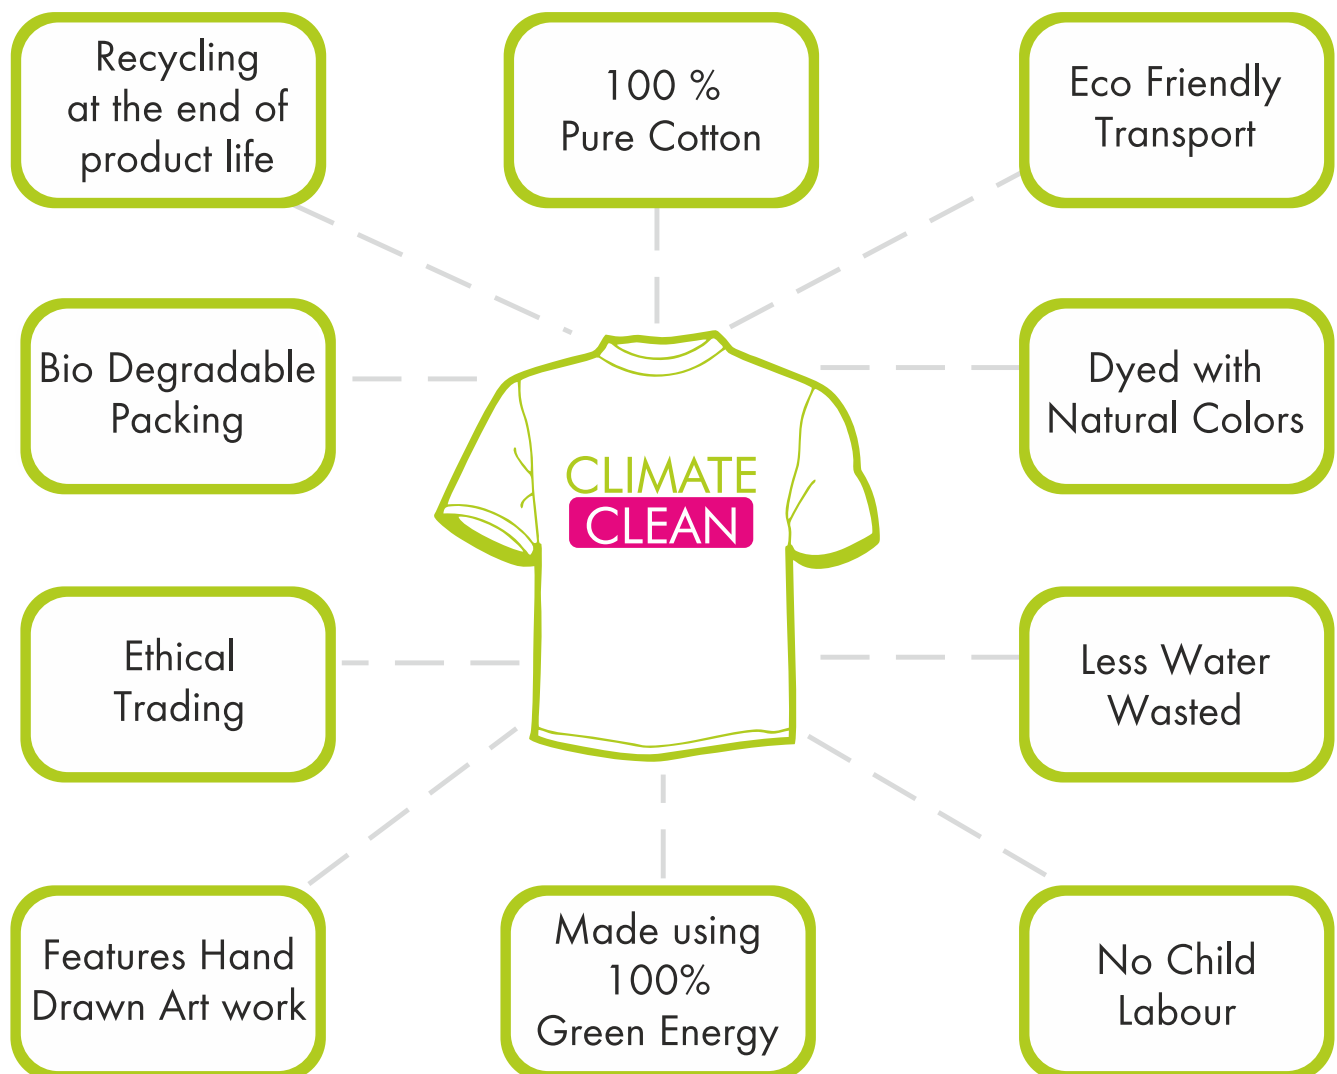 Recycling
at the end of
product life
100 %
Pure Cotton
Eco Friendly
Transport
Bio Degradable
Packing
CLIMATE
CLEAN
Dyed with
Natural Colors
Ethical
Trading
Less Water
Wasted
Features Hand
Drawn Art work
Made using
100%
Green Energy
No Child
Labour